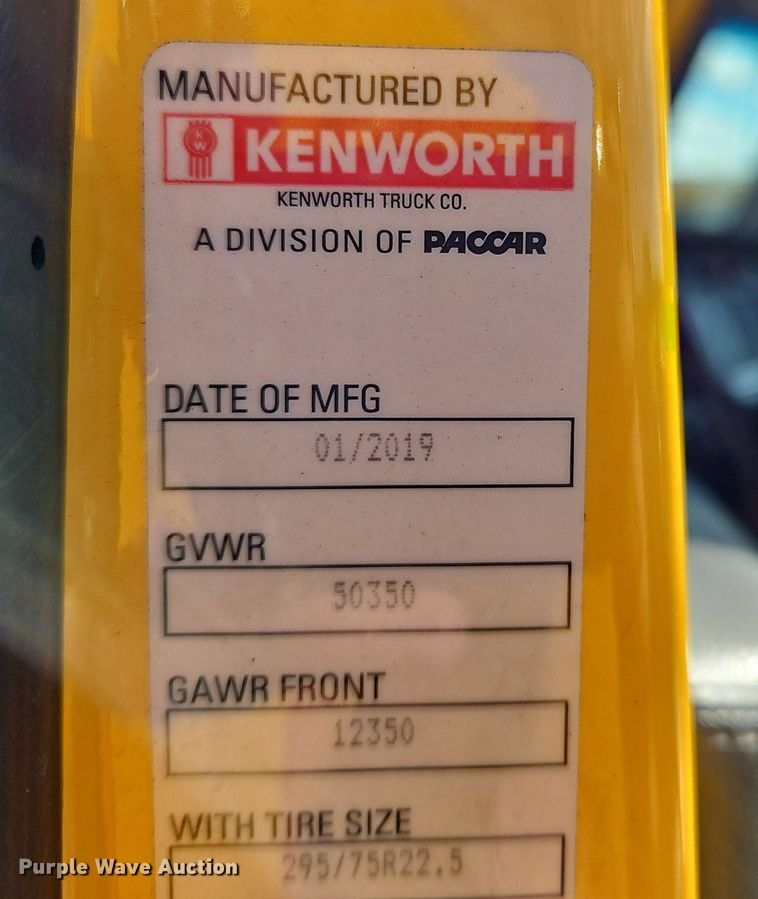 MANUFACTURED BY
KW KENWORTH
KENWORTH TRUCK CO.
A DIVISION OF PACCAR
DATE OF MFG
01/2019
GVWR
50350
GAWR FRONT
12350
WITH TIRE SIZE
295/75R22.5
Purple Wave Auction